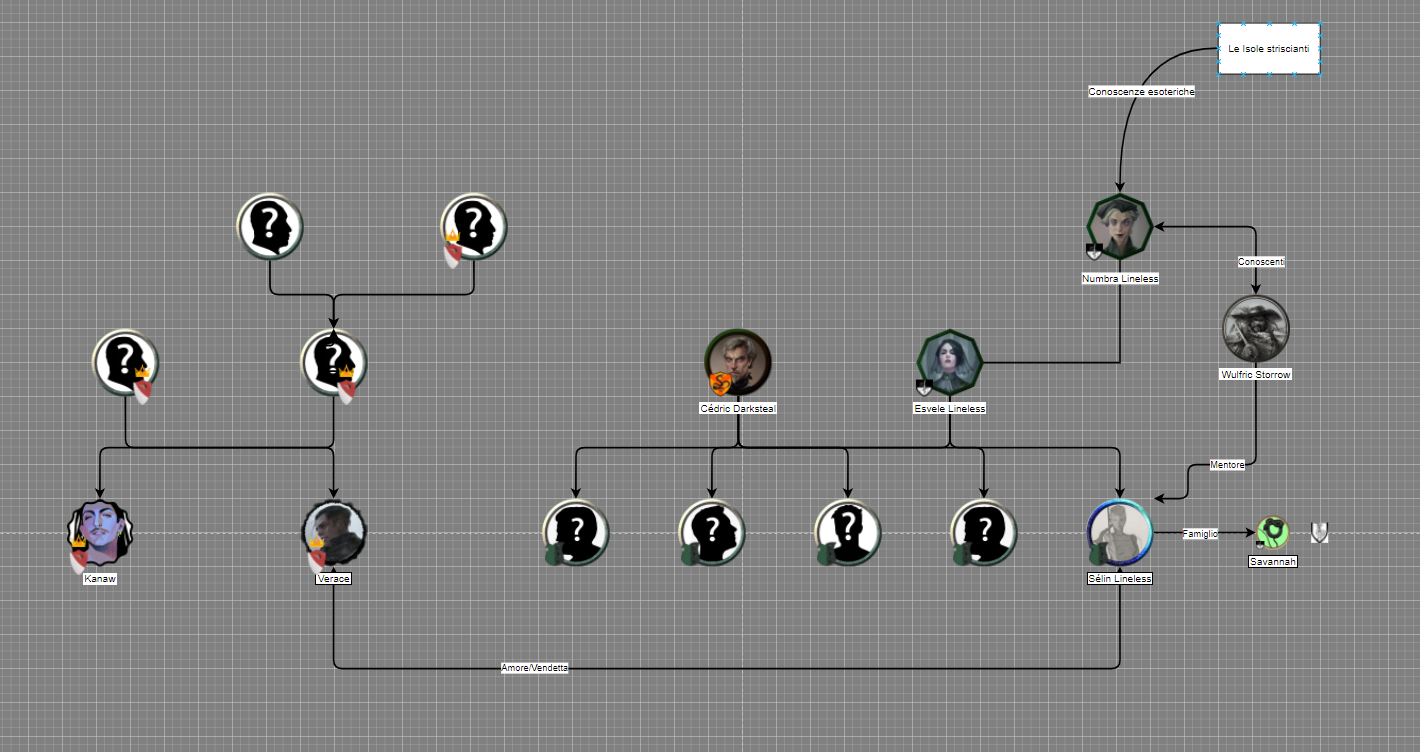 Le Isole striscianti
Conoscenze esoteriche
?
?
Numbra Lineless
Conoscenti
?
?
Wulfric Storrow
Cédric Darksteal
Esvele Lineless
Mentore
?
?
?
?
Famiglio
Savannah
Kanaw
Verace
Sélin Lineless
Amore/Vendetta